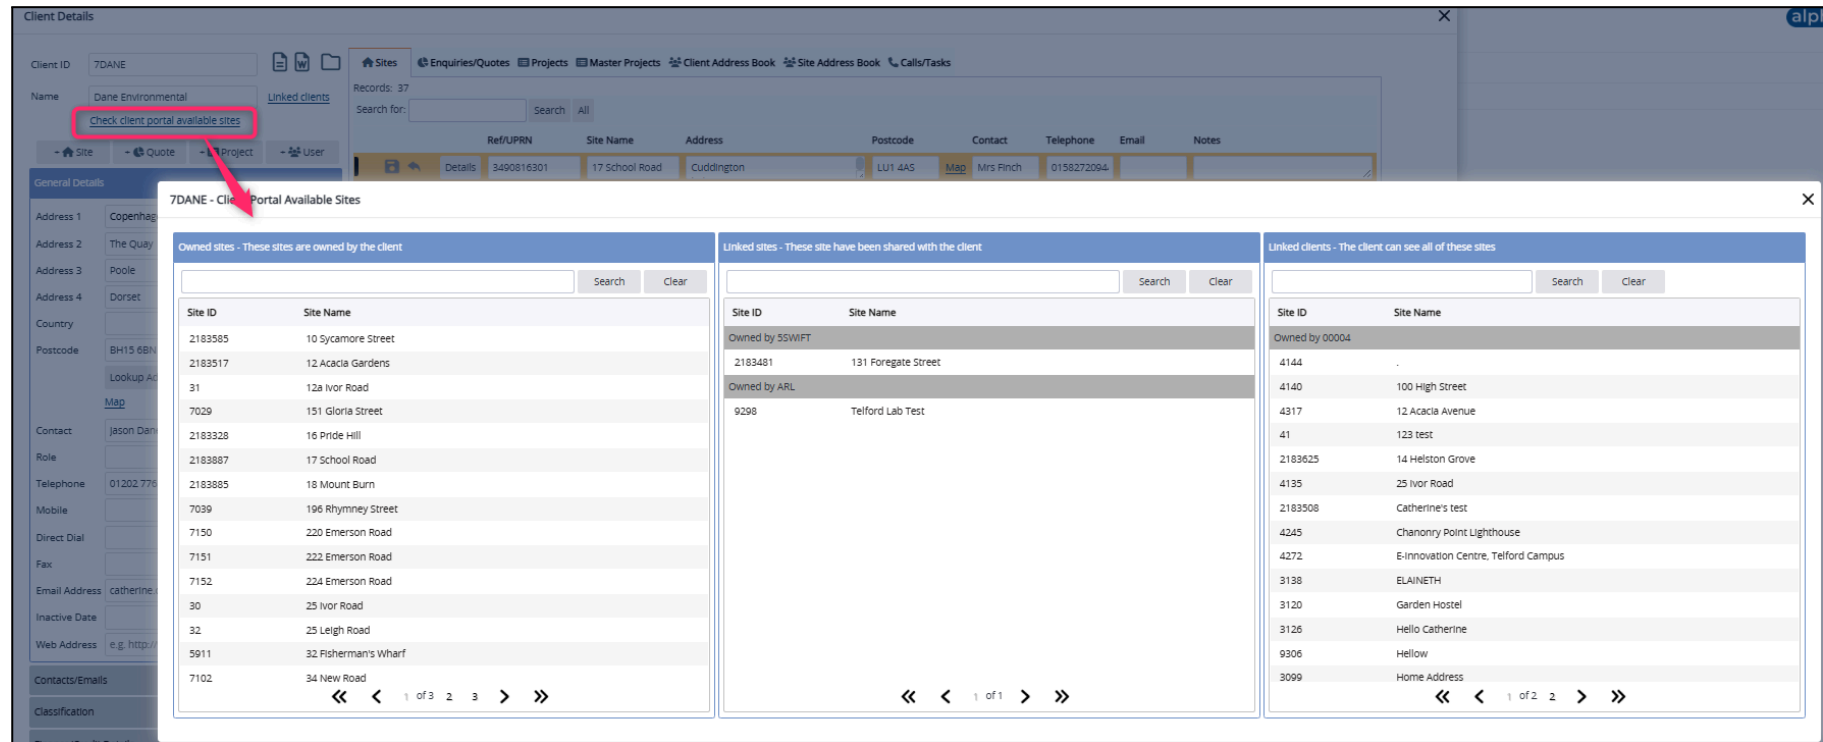 Client Details
alp
Client ID 7DANE
Sites Enquiries/Quotes Projects Master Projects Client Address Book Site Address Book Calls/Tasks
Name Dane Environmental Linked clients
Records: 37
Check client portal available sites
Search for: Search All
Ref/UPRN Site Name Address Postcode Contact Telephone Email Notes
Site Quote Project User
Details 3490816301 17 School Road Cuddington LU1 4AS Map Mrs Finch 0158272094
General Details
Address 1 Copenhag
Address 2 The Quay
Address 3 Poole
Address 4 Dorset
Country
Postcode BH15 6BN
Lookup Ad
Map
Contact Jason Dan
Role
Telephone 01202 776
Mobile
Direct Dial
Fax
Email Address catherine.
Inactive Date
Web Address e.g. http://
Contacts/Emails
Classification
7DANE - Client Portal Available Sites
Owned sites - These sites are owned by the client
Search Clear
Site ID Site Name
2183585 10 Sycamore Street
2183517 12 Acacia Gardens
31 12a Ivor Road
7029 151 Gloria Street
2183328 16 Pride Hill
2183887 17 School Road
2183885 18 Mount Burn
7039 196 Rhymney Street
7150 220 Emerson Road
7151 222 Emerson Road
7152 224 Emerson Road
30 25 Ivor Road
32 25 Leigh Road
5911 32 Fisherman's Wharf
7102 34 New Road
1 of 3 2 3
Linked sites - These site have been shared with the client
Search Clear
Site ID Site Name
Owned by 5SWIFT
2183481 131 Foregate Street
Owned by ARL
9298 Telford Lab Test
1 of 1
Linked clients - The client can see all of these sites
Search Clear
Site ID Site Name
Owned by 00004
4144 .
4140 100 High Street
4317 12 Acacia Avenue
41 123 test
2183625 14 Helston Grove
4135 25 Ivor Road
2183508 Catherine's test
4245 Chanonry Point Lighthouse
4272 E-Innovation Centre, Telford Campus
3138 ELAINETH
3120 Garden Hostel
3126 Hello Catherine
9306 Hellow
3099 Home Address
1 of 2 2